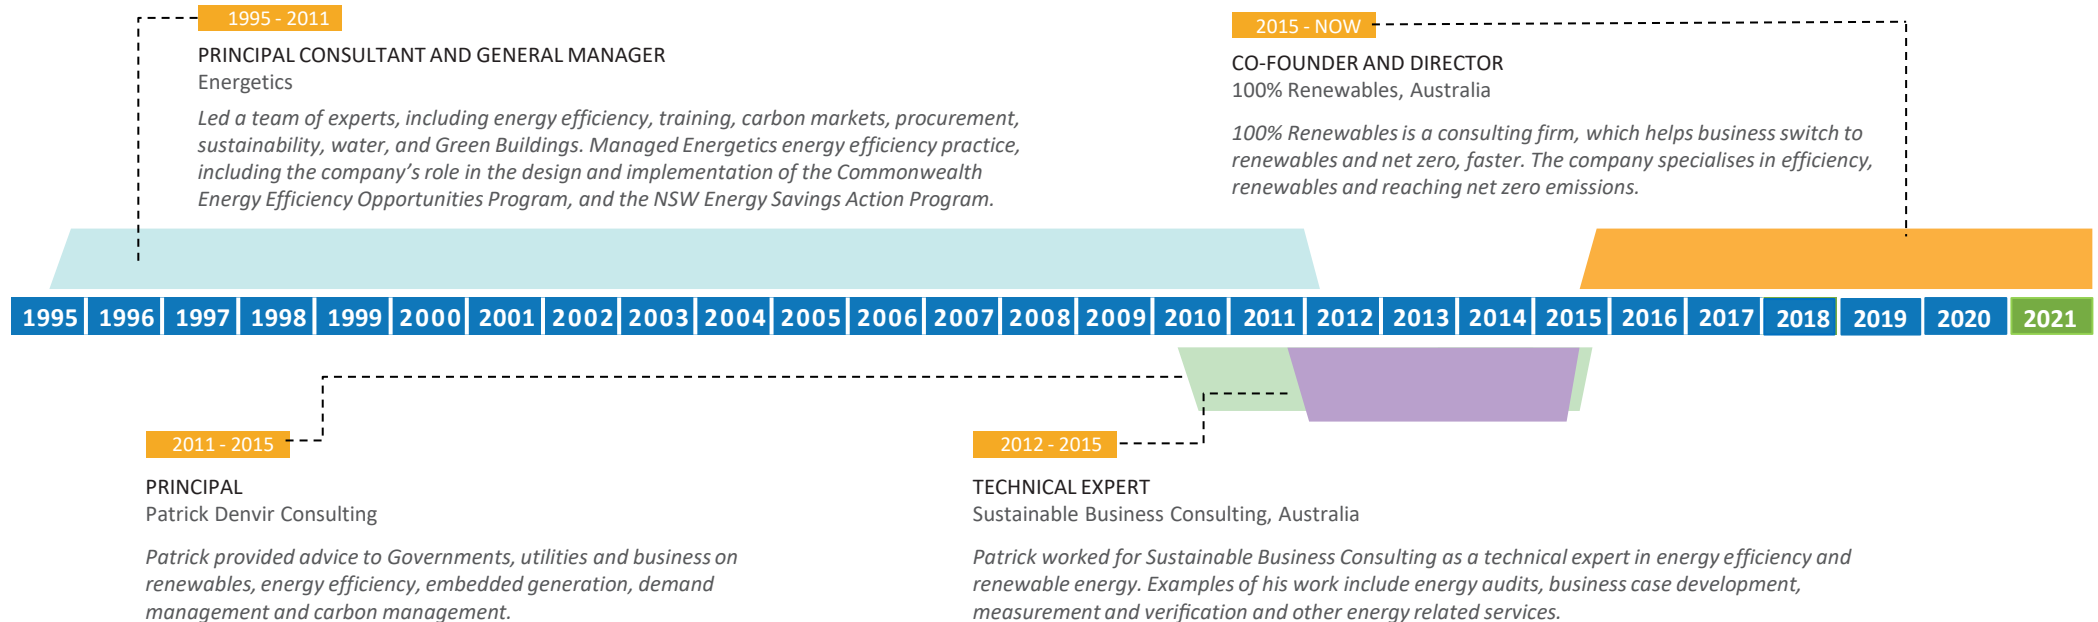 1995 - 2011
PRINCIPAL CONSULTANT AND GENERAL MANAGER
Energetics
Led a team of experts, including energy efficiency, training, carbon markets, procurement,
sustainability, water, and Green Buildings. Managed Energetics energy efficiency practice,
including the company’s role in the design and implementation of the Commonwealth
Energy Efficiency Opportunities Program, and the NSW Energy Savings Action Program.
2015 - NOW
CO-FOUNDER AND DIRECTOR
100% Renewables, Australia
100% Renewables is a consulting firm, which helps business switch to
renewables and net zero, faster. The company specialises in efficiency,
renewables and reaching net zero emissions.
1995 1996 1997 1998 1999 2000 2001 2002 2003 2004 2005 2006 2007 2008 2009 2010 2011 2012 2013 2014 2015 2016 2017 2018 2019 2020 2021
2011 - 2015
PRINCIPAL
Patrick Denvir Consulting
Patrick provided advice to Governments, utilities and business on
renewables, energy efficiency, embedded generation, demand
management and carbon management.
2012 - 2015
TECHNICAL EXPERT
Sustainable Business Consulting, Australia
Patrick worked for Sustainable Business Consulting as a technical expert in energy efficiency and
renewable energy. Examples of his work include energy audits, business case development,
measurement and verification and other energy related services.